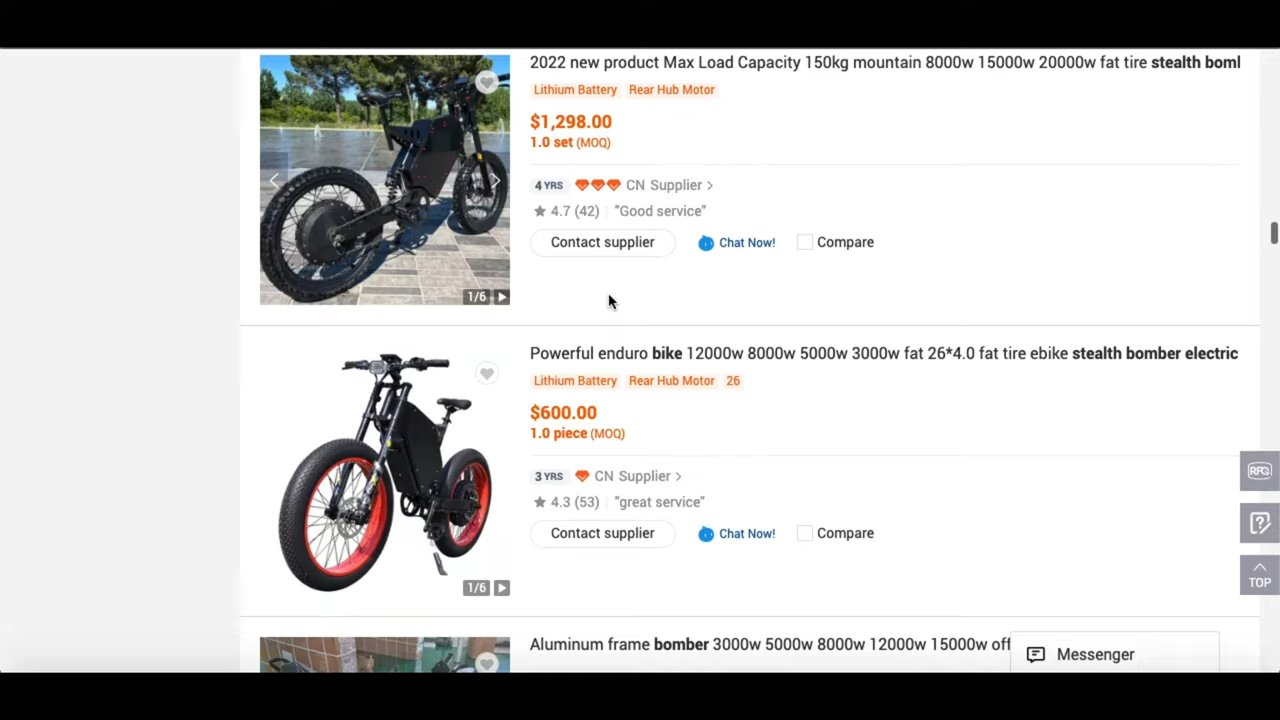 2022 new product Max Load Capacity 150kg mountain 8000w 15000w 20000w fat tire stealth boml
Lithium Battery Rear Hub Motor
$1,298.00
1.0 set (MOQ)
4 YRS CN Supplier >
4.7 (42) "Good service"
Contact supplier Chat Now! Compare
1/6
Powerful enduro bike 12000w 8000w 5000w 3000w fat 26*4.0 fat tire ebike stealth bomber electric
Lithium Battery Rear Hub Motor 26
$600.00
1.0 piece (MOQ)
3 YRS CN Supplier >
4.3 (53) "great service"
Contact supplier Chat Now! Compare
1/6
RFQ
TOP
Aluminum frame bomber 3000w 5000w 8000w 12000w 15000w off
Messenger